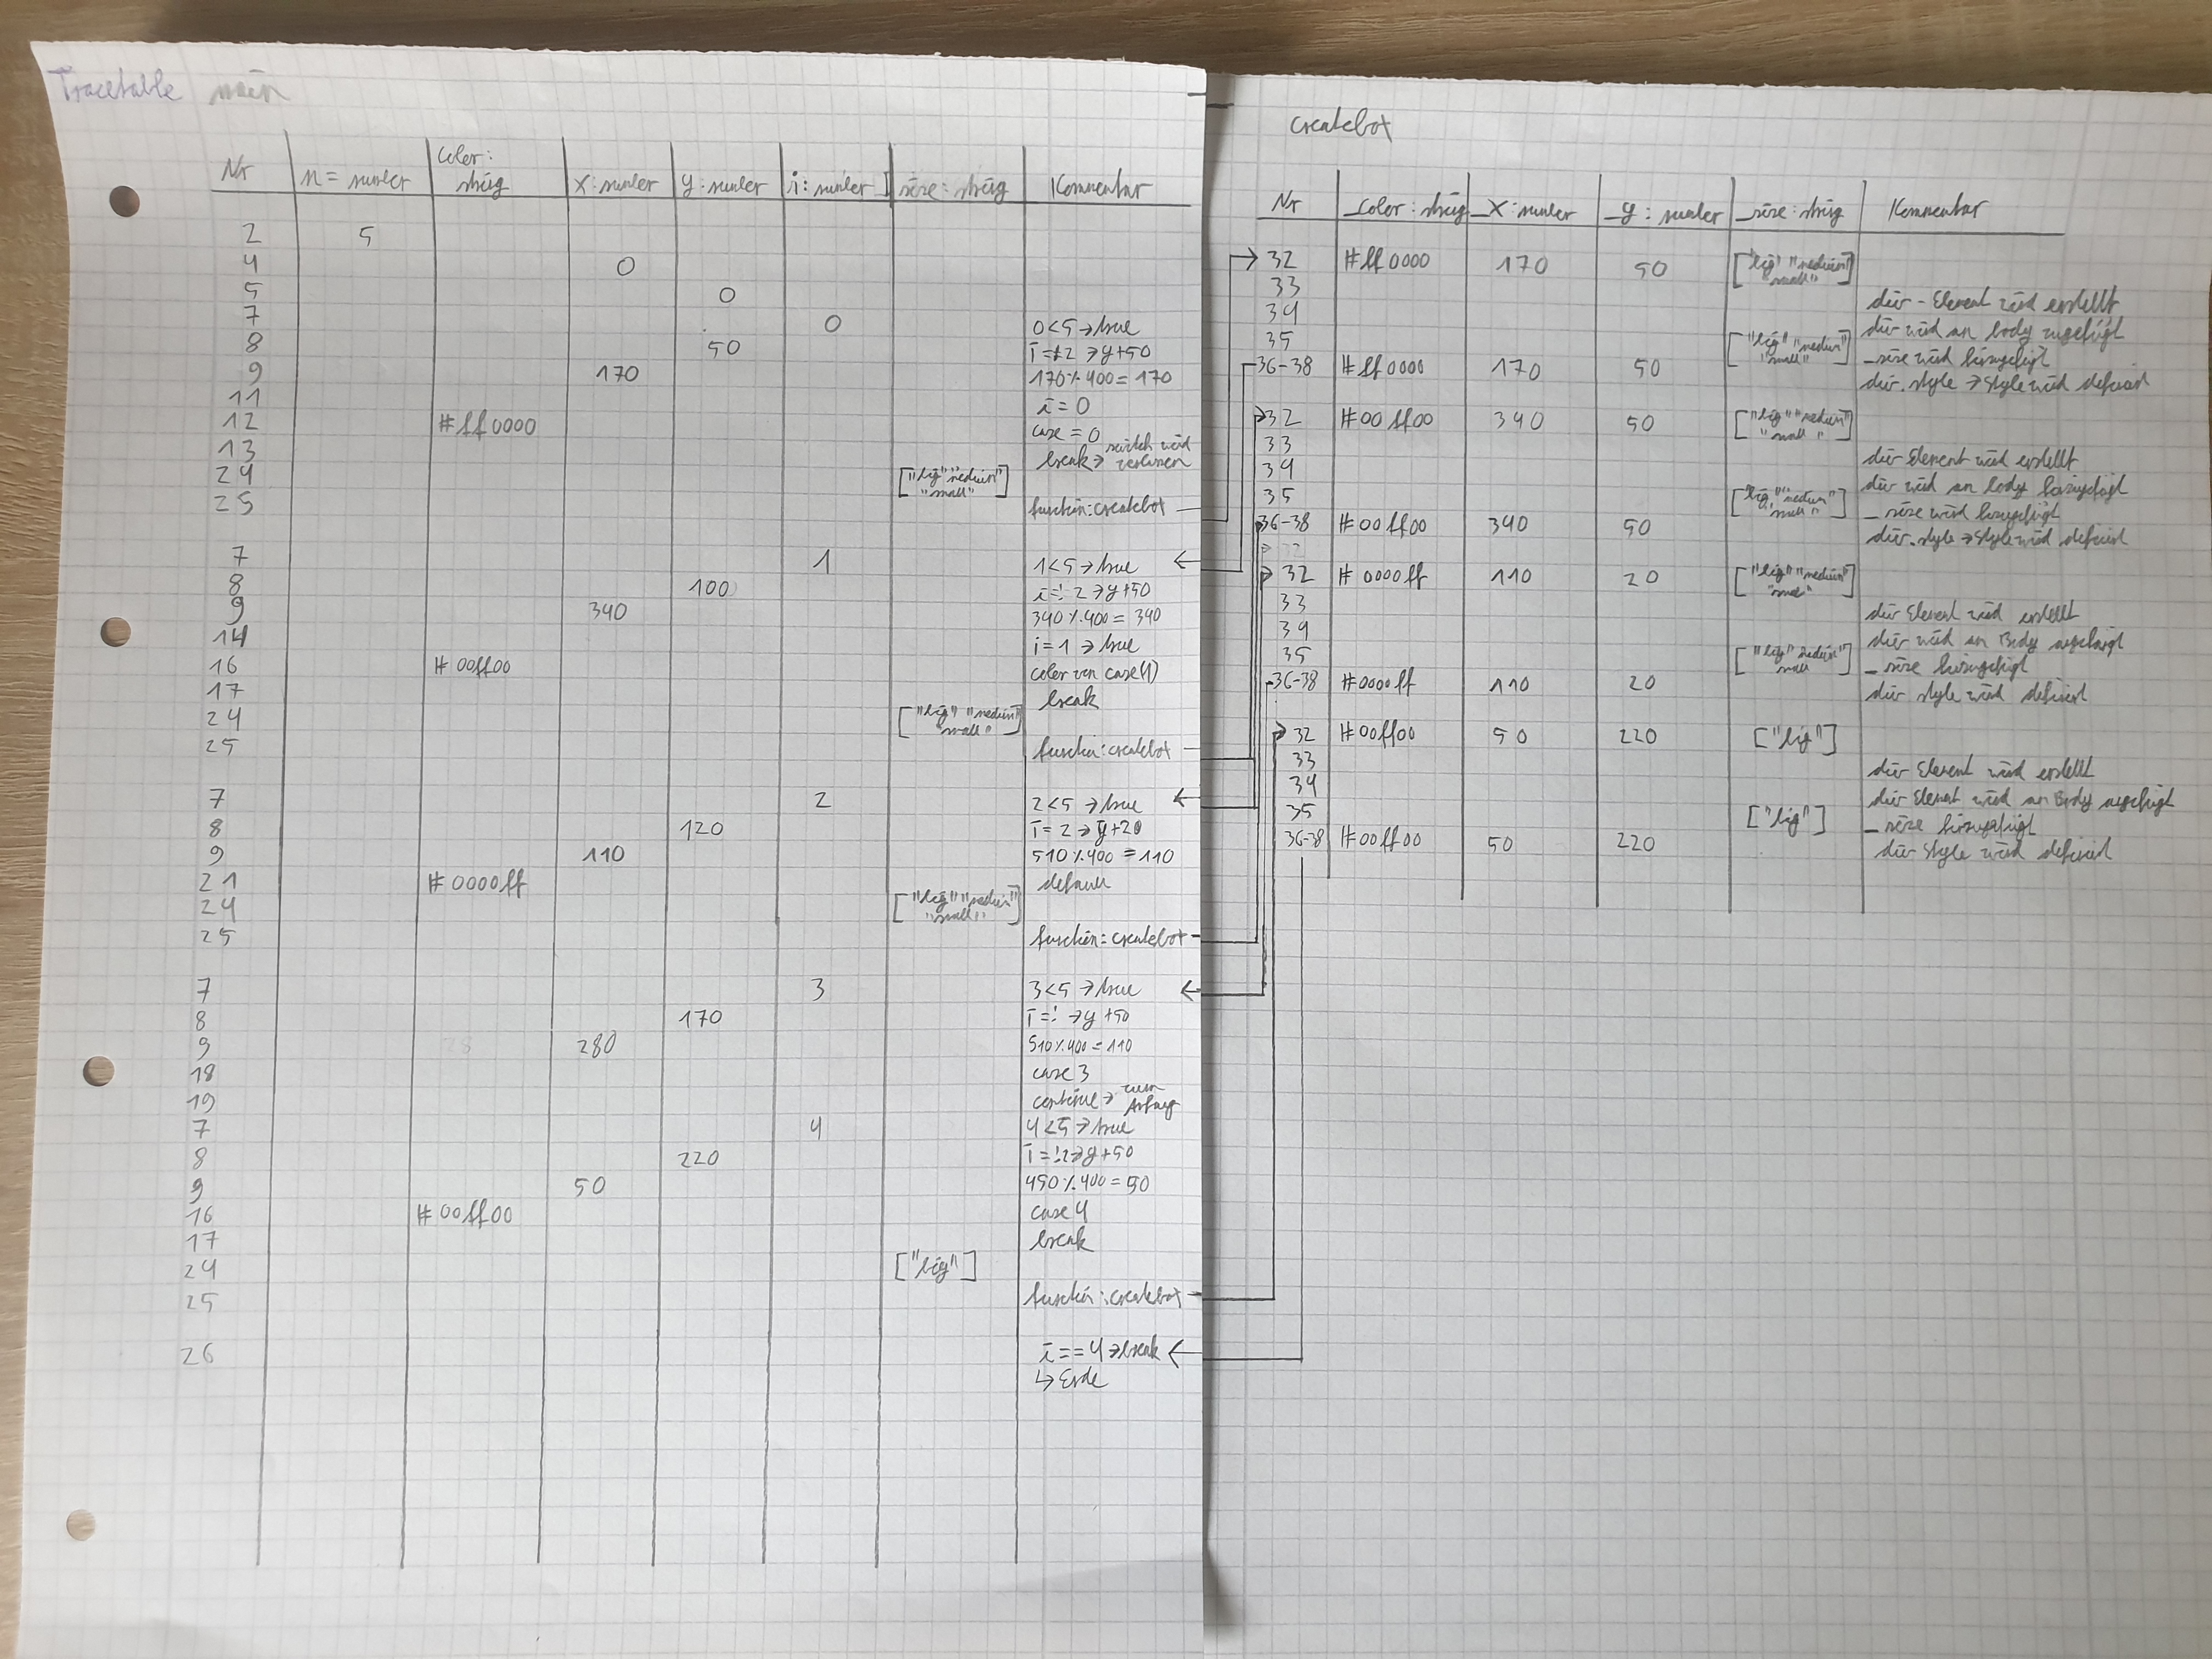 Tracetable main
Nr n = number color: string x: number y: number i: number size: string Kommentar
2 5
4 0
5 0
7 0 0<5 → true
8 50 i=!2 → y+50
9 170 170%400 = 170
11 i = 0
12 #ff0000 case = 0
13 break → switch wird verlassen
24 ["big" "medium" "small"]
25 function: createbox
7 1 1<5 → true
8 100 i=! 2 → y+50
9 340 340%400 = 340
14 i = 1 → true
16 #00ff00 color von case(4)
17 break
24 ["big" "medium" "small"]
25 function: createbox
7 2 2<5 → true
8 120 i = 2 → y+20
9 110 510%400 = 110
21 #0000ff default
24 ["big" "medium" "small"]
25 function: createbox
7 3 3<5 → true
8 170 i=! → y+50
9 280 510%400 = 110
18 case 3
19 continue → zum Anfang
7 4 4<5 → true
8 220 i=!2 → y+50
9 50 450%400 = 50
16 #00ff00 case 4
17 break
24 ["big"]
25 function: createbox
26 i == 4 → break
↳ Ende
createbox
Nr _color: string _x: number _y: number _size: string Kommentar
32 #ff0000 170 50 ["big" "medium" "small"]
33 div-Element wird erstellt
34 div wird an body zugefügt
35 ["big" "medium" "small"] _size wird hinzugefügt
36-38 #ff0000 170 50 div.style → Style wird definiert
32 #00ff00 340 50 ["big" "medium" "small"]
33 div Element wird erstellt
34 div wird an body hinzugefügt
35 ["big" "medium" "small"] _size wird hinzugefügt
36-38 #00ff00 340 50 div.style → Style wird definiert
32 #0000ff 110 20 ["big" "medium" "small"]
33 div Element wird erstellt
34 div wird an Body angehängt
35 ["big" "medium" small] _size hinzugefügt
36-38 #0000ff 110 20 div style wird definiert
32 #00ff00 50 220 ["big"]
33 div Element wird erstellt
34 div Element wird an Body angehängt
35 ["big"] _size hinzugefügt
36-38 #00ff00 50 220 div Style wird definiert